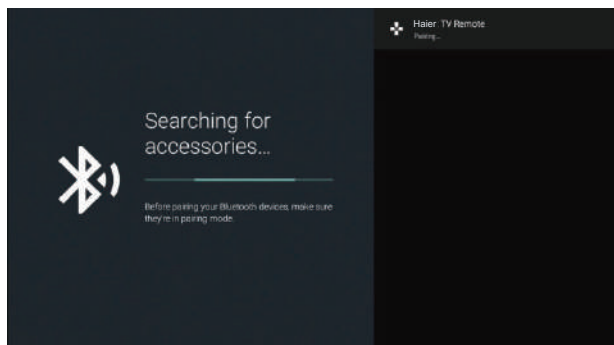 Searching for
accessories...
Before pairing your Bluetooth devices, make sure
they're in pairing mode.
Haier TV Remote
Pairing...